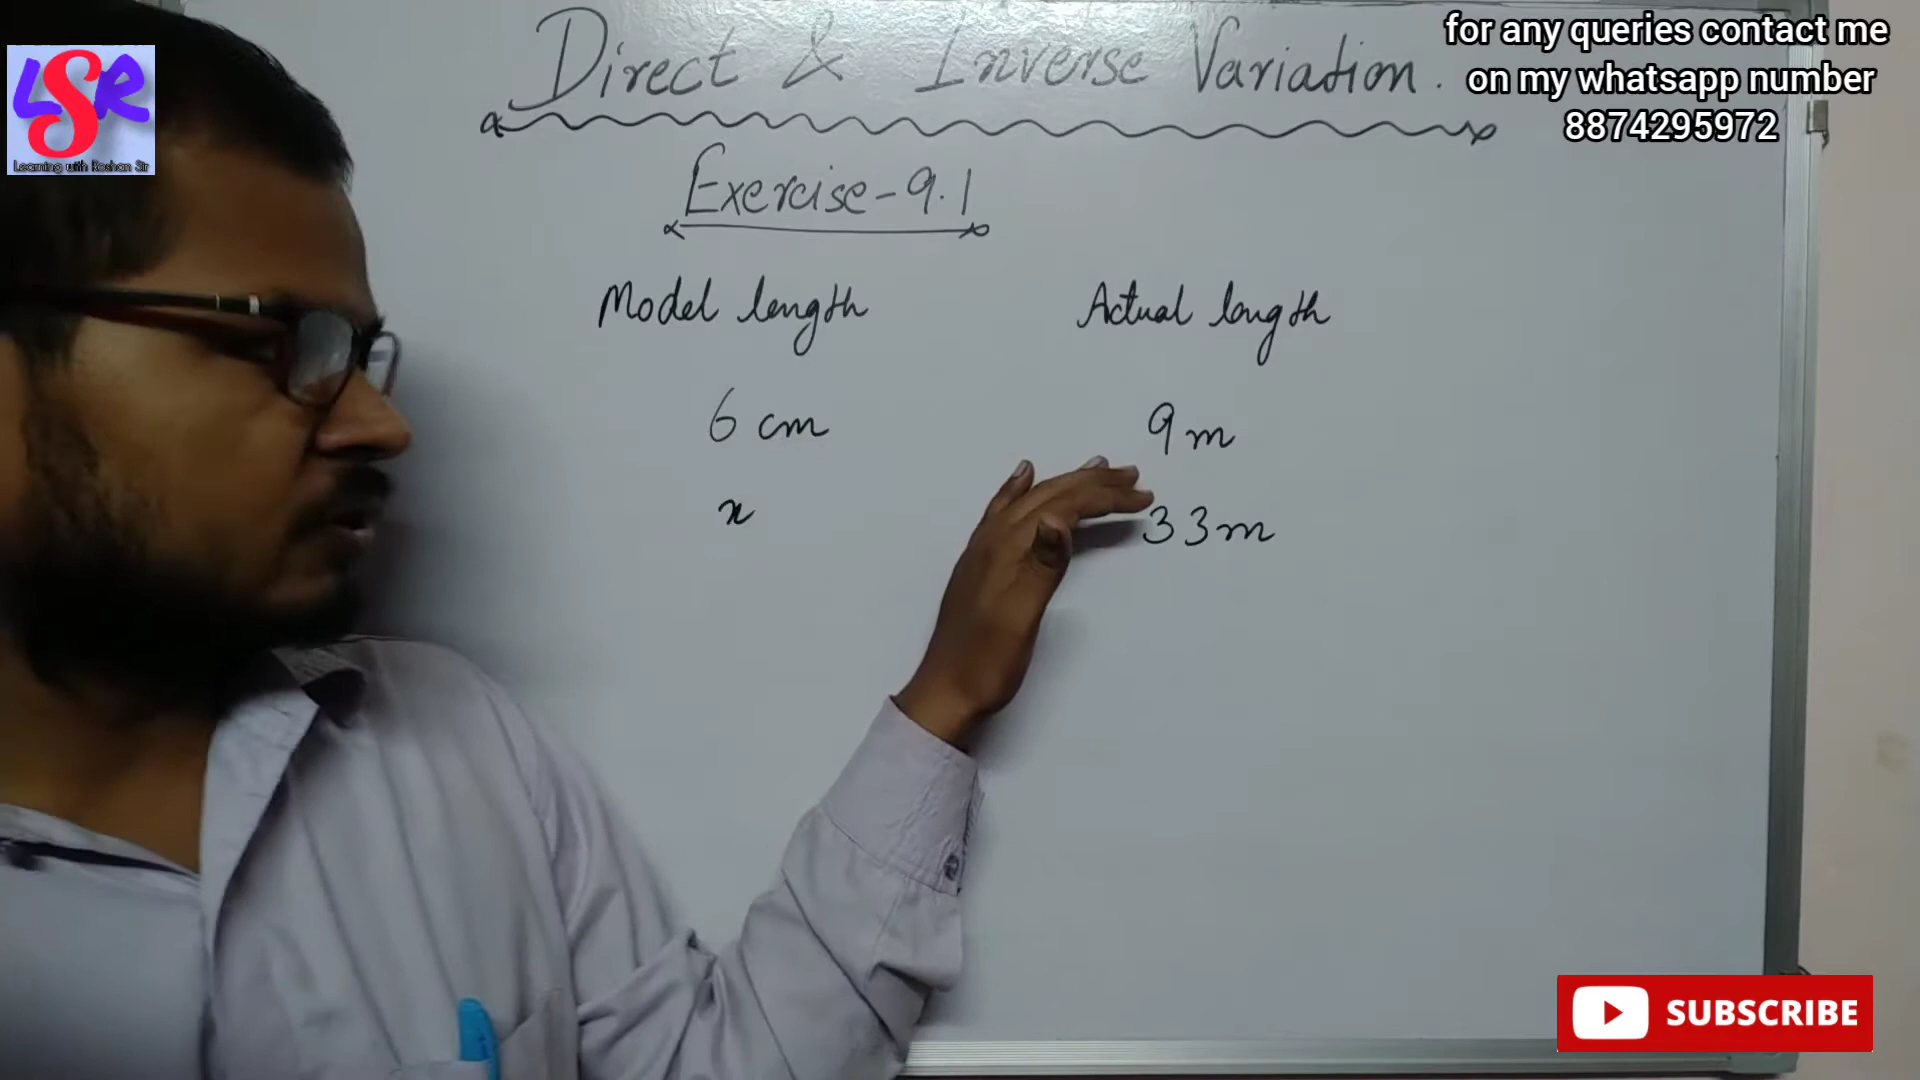 LSR
Learning with Roshan Sir
for any queries contact me
on my whatsapp number
8874295972
Direct & Inverse Variation.
Exercise-9.1
Model length Actual length
6 cm 9 m
x 33m
SUBSCRIBE